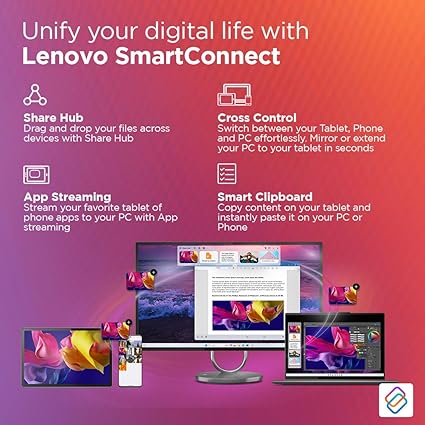 Unify your digital life with
Lenovo SmartConnect
Share Hub
Drag and drop your files across
devices with Share Hub
Cross Control
Switch between your Tablet, Phone
and PC effortlessly. Mirror or extend
your PC to your tablet in seconds
App Streaming
Stream your favorite tablet of
phone apps to your PC with App
streaming
Smart Clipboard
Copy content on your tablet and
instantly paste it on your PC or
Phone